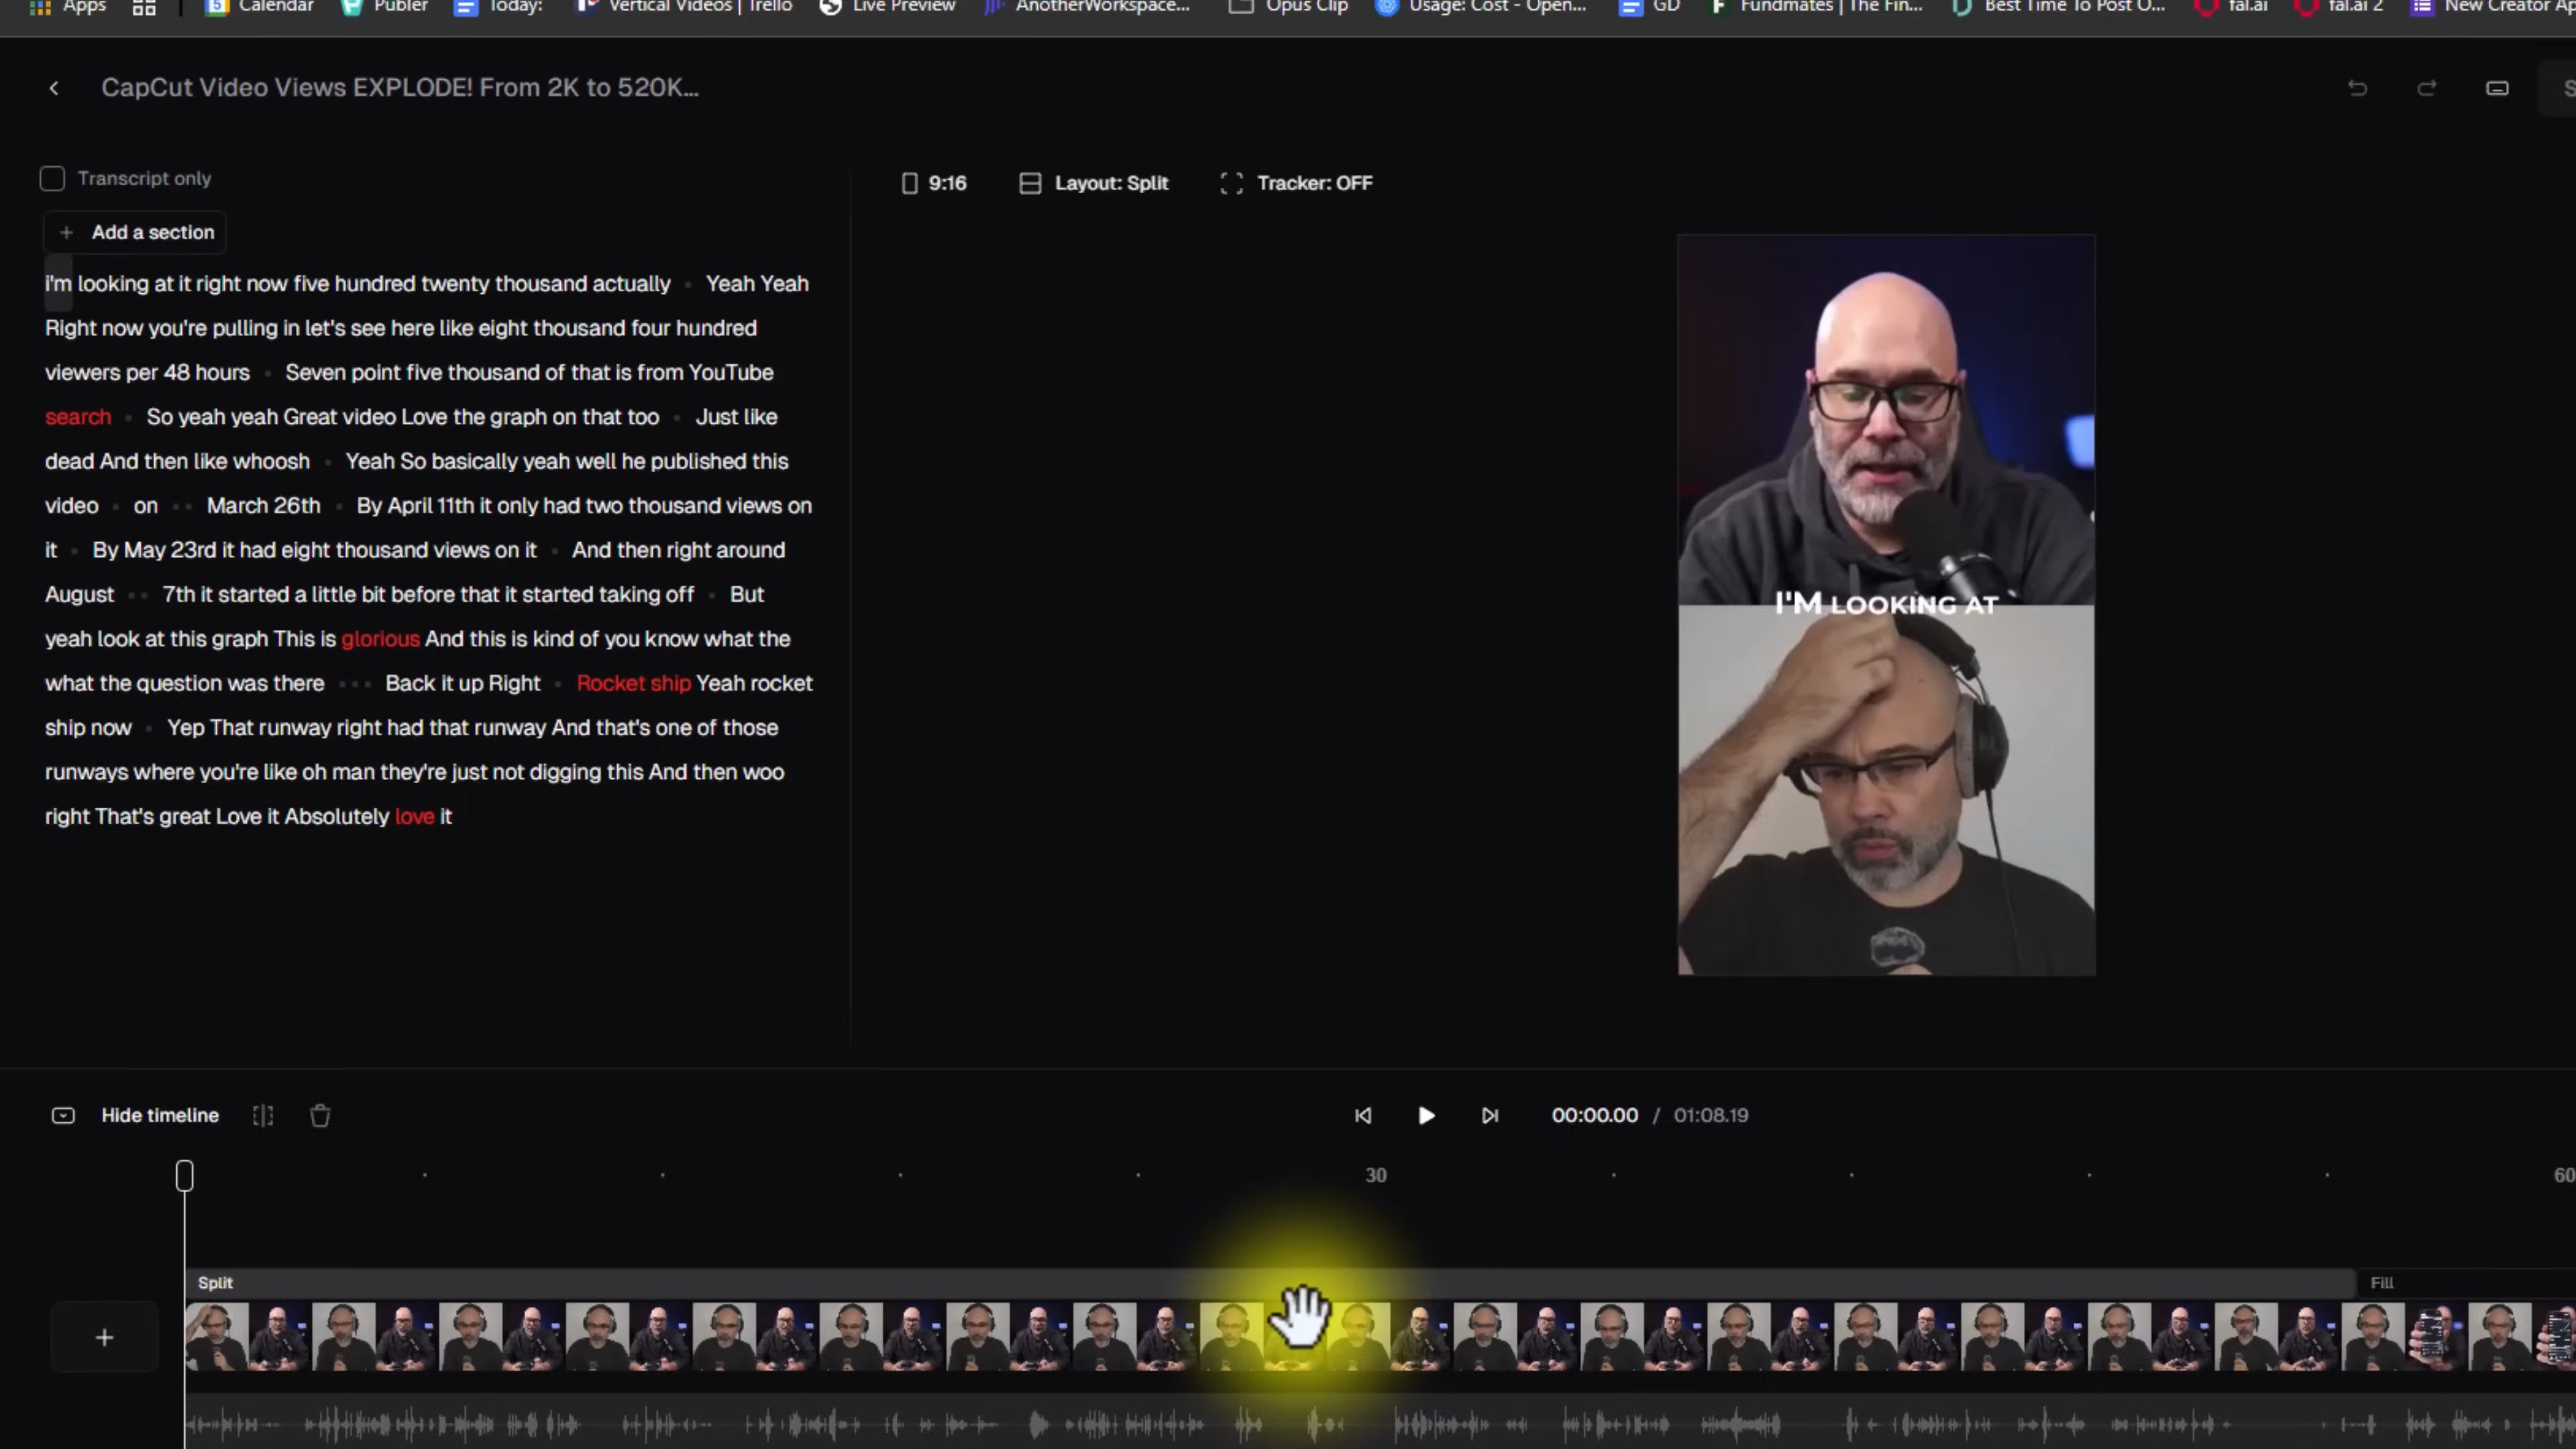 Apps Calendar Publer Today: Vertical Videos | Trello Live Preview AnotherWorkspace... Opus Clip Usage: Cost - Open... GD Fundmates | The Fin... Best Time To Post O... fal.ai fal.ai 2 New Creator Ap
CapCut Video Views EXPLODE! From 2K to 520K...
Transcript only
9:16 Layout: Split Tracker: OFF
+ Add a section
i'm looking at it right now five hundred twenty thousand actually Yeah Yeah
Right now you're pulling in let's see here like eight thousand four hundred
viewers per 48 hours Seven point five thousand of that is from YouTube
search So yeah yeah Great video Love the graph on that too Just like
dead And then like whoosh Yeah So basically yeah well he published this
video on March 26th By April 11th it only had two thousand views on
it By May 23rd it had eight thousand views on it And then right around
August 7th it started a little bit before that it started taking off But
yeah look at this graph This is glorious And this is kind of you know what the
what the question was there Back it up Right Rocket ship Yeah rocket
ship now Yep That runway right had that runway And that's one of those
runways where you're like oh man they're just not digging this And then woo
right That's great Love it Absolutely love it
I'M LOOKING AT
Hide timeline 00:00.00 / 01:08.19
30 60
Split Fill